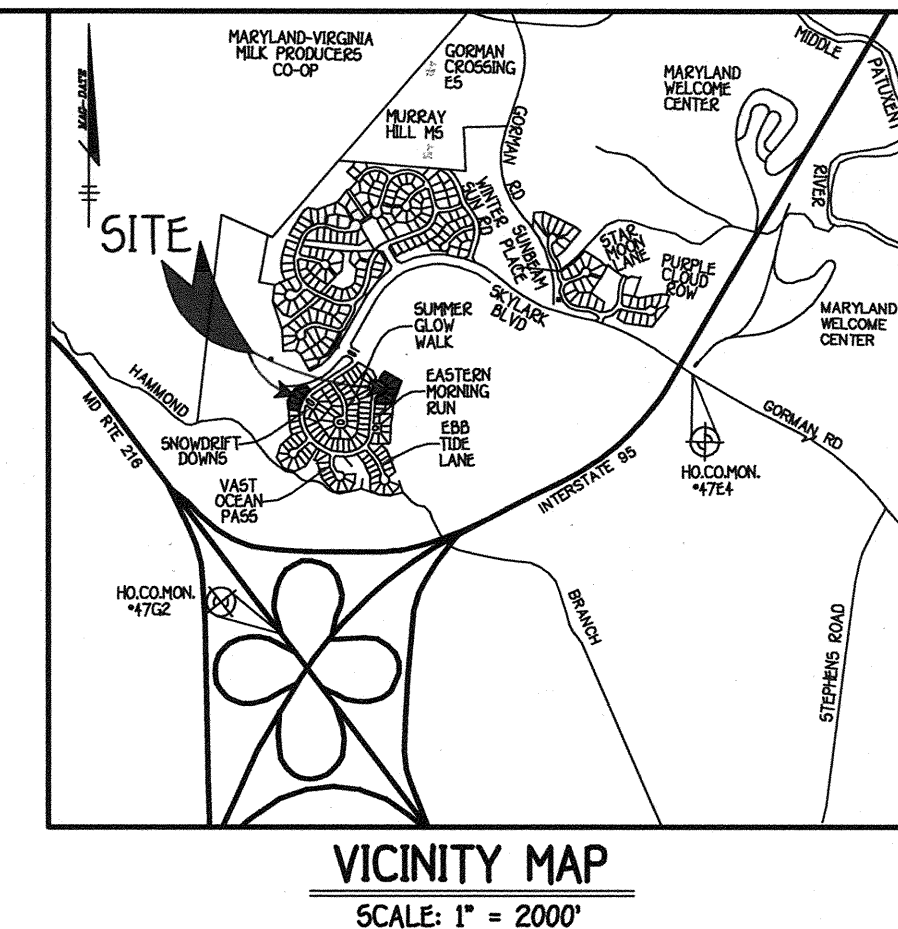 MARYLAND-VIRGINIA
MILK PRODUCERS
CO-OP
GORMAN
CROSSING
ES
MURRAY
HILL MS
MARYLAND
WELCOME
CENTER
MIDDLE
PATUXENT
RIVER
GORMAN RD
SITE
WINTER
SUN RD
SUNBEAM
PLACE
STAR
MOON
LANE
PURPLE
CLOUD
ROW
SKYLARK
BLVD
MARYLAND
WELCOME
CENTER
SUMMER
GLOW
WALK
HAMMOND
MD RTE 216
EASTERN
MORNING
RUN
EBB
TIDE
LANE
SNOWDRIFT
DOWNS
VAST
OCEAN
PASS
GORMAN RD
HO.CO.MON.
*47E4
INTERSTATE 95
HO.CO.MON.
*47G2
BRANCH
STEPHENS ROAD
VICINITY MAP
SCALE: 1" = 2000'